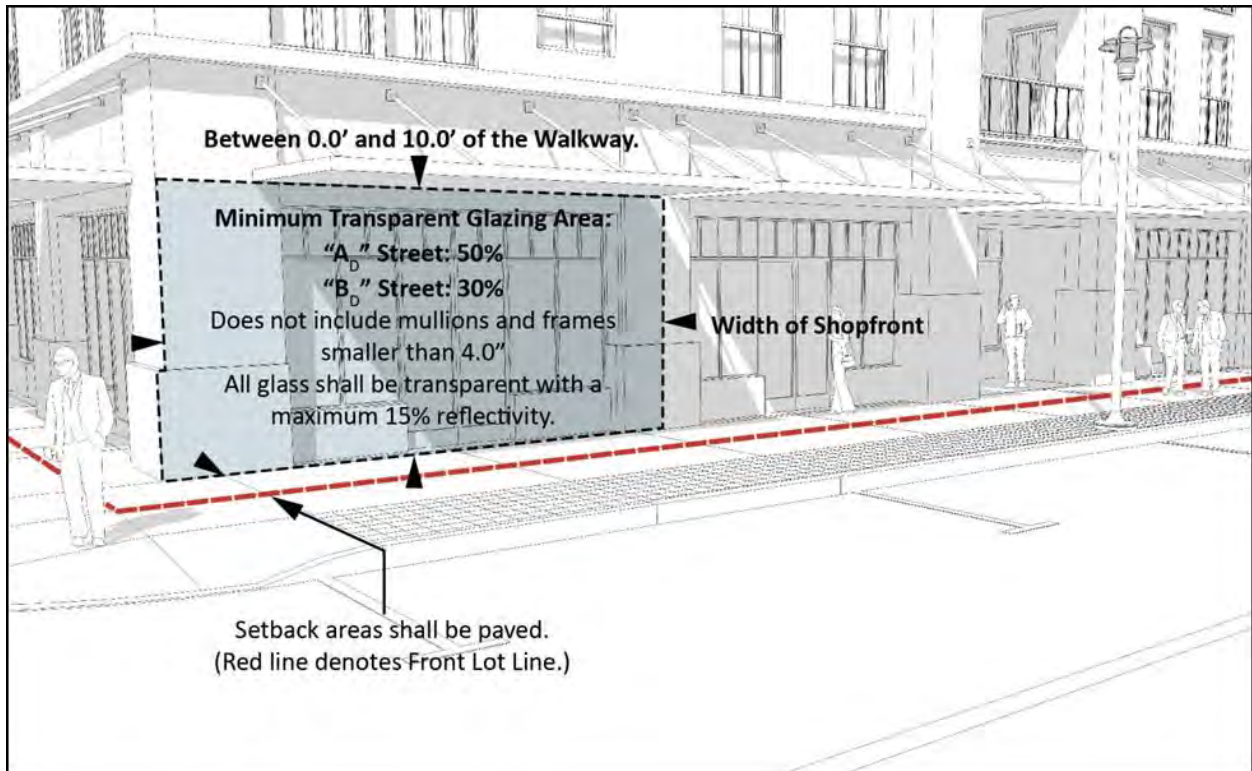 Between 0.0’ and 10.0’ of the Walkway.
Minimum Transparent Glazing Area:
“A_D” Street: 50%
“B_D” Street: 30%
Does not include mullions and frames
smaller than 4.0”
All glass shall be transparent with a
maximum 15% reflectivity.
Width of Shopfront
Setback areas shall be paved.
(Red line denotes Front Lot Line.)